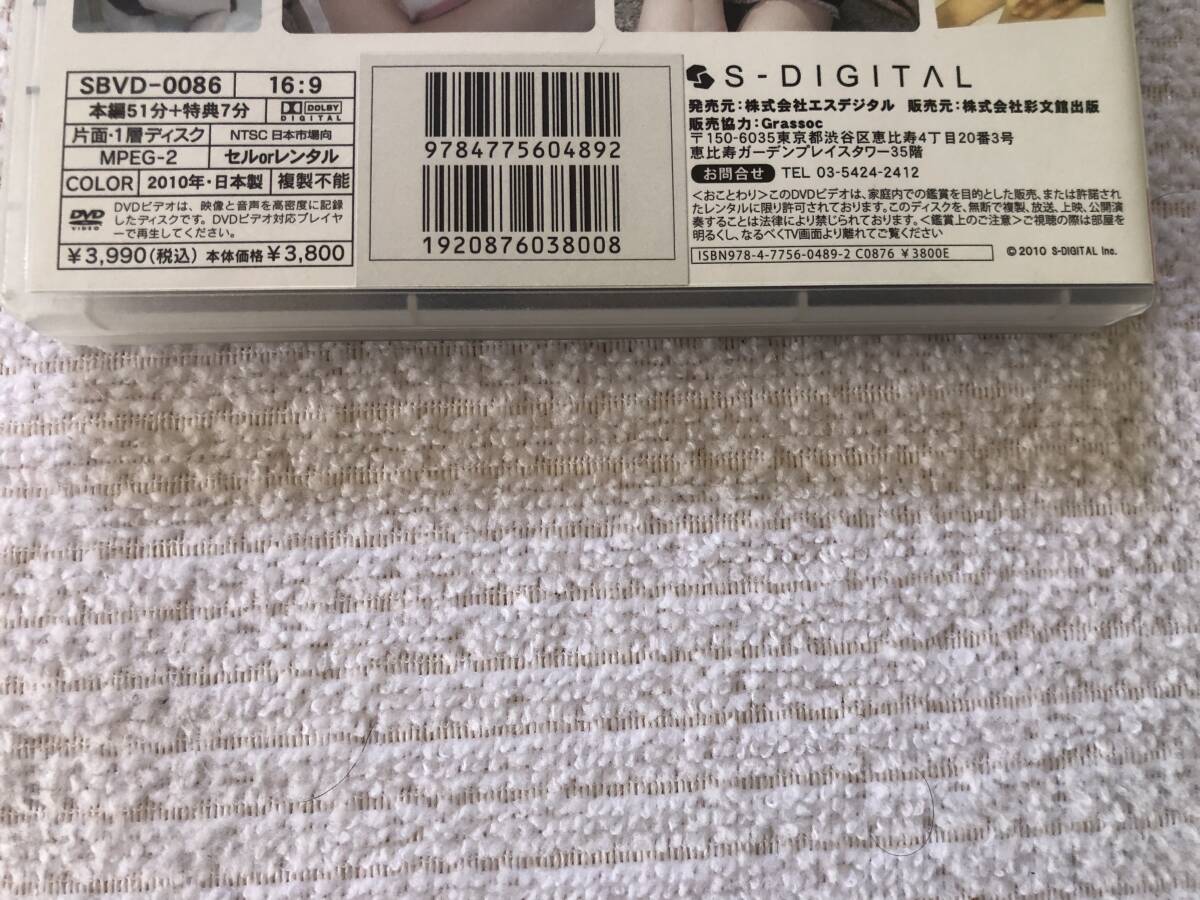 SBVD-0086 16:9
本編51分+特典7分 DOLBY DIGITAL
片面・1層ディスク NTSC 日本市場向
MPEG-2 セルorレンタル
COLOR 2010年・日本製 複製不能
DVD VIDEO
DVDビデオは、映像と音声を高密度に記録
したディスクです。DVDビデオ対応プレイヤ
ーで再生してください。
¥3,990(税込) 本体価格¥3,800
9784775604892
1920876038008
S-DIGITAL
発売元:株式会社エスデジタル 販売元:株式会社彩文館出版
販売協力:Grassoc
〒150-6035東京都渋谷区恵比寿4丁目20番3号
恵比寿ガーデンプレイスタワー35階
お問合せ TEL 03-5424-2412
<おことわり>このDVDビデオは、家庭内での鑑賞を目的とした販売、または許諾され
たレンタルに限り許可されております。このディスクを、無断で複製、放送、上映、公開演
奏することは法律により禁じられております。<鑑賞上のご注意>ご視聴の際は部屋を
明るくし、なるべくTV画面より離れてご覧ください
ISBN978-4-7756-0489-2 C0876 ¥3800E
©2010 S-DIGITAL Inc.